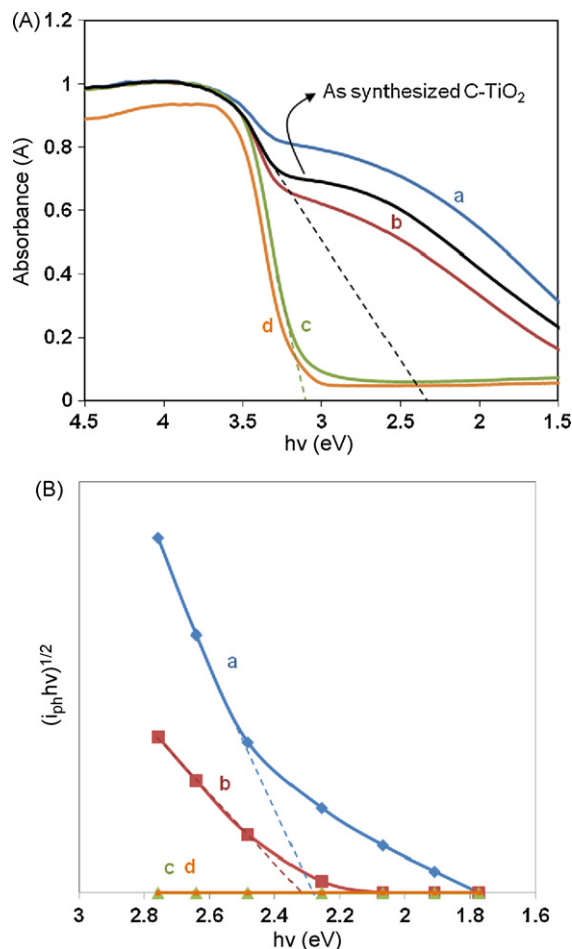 (A)
1.2
1
0.8
0.6
0.4
0.2
0
Absorbance (A)
As synthesized C-TiO₂
a
b
c
d
4.5 4 3.5 3 2.5 2 1.5
hν (eV)
(B)
(i_ph hν)^1/2
a
b
c d
3 2.8 2.6 2.4 2.2 2 1.8 1.6
hν (eV)